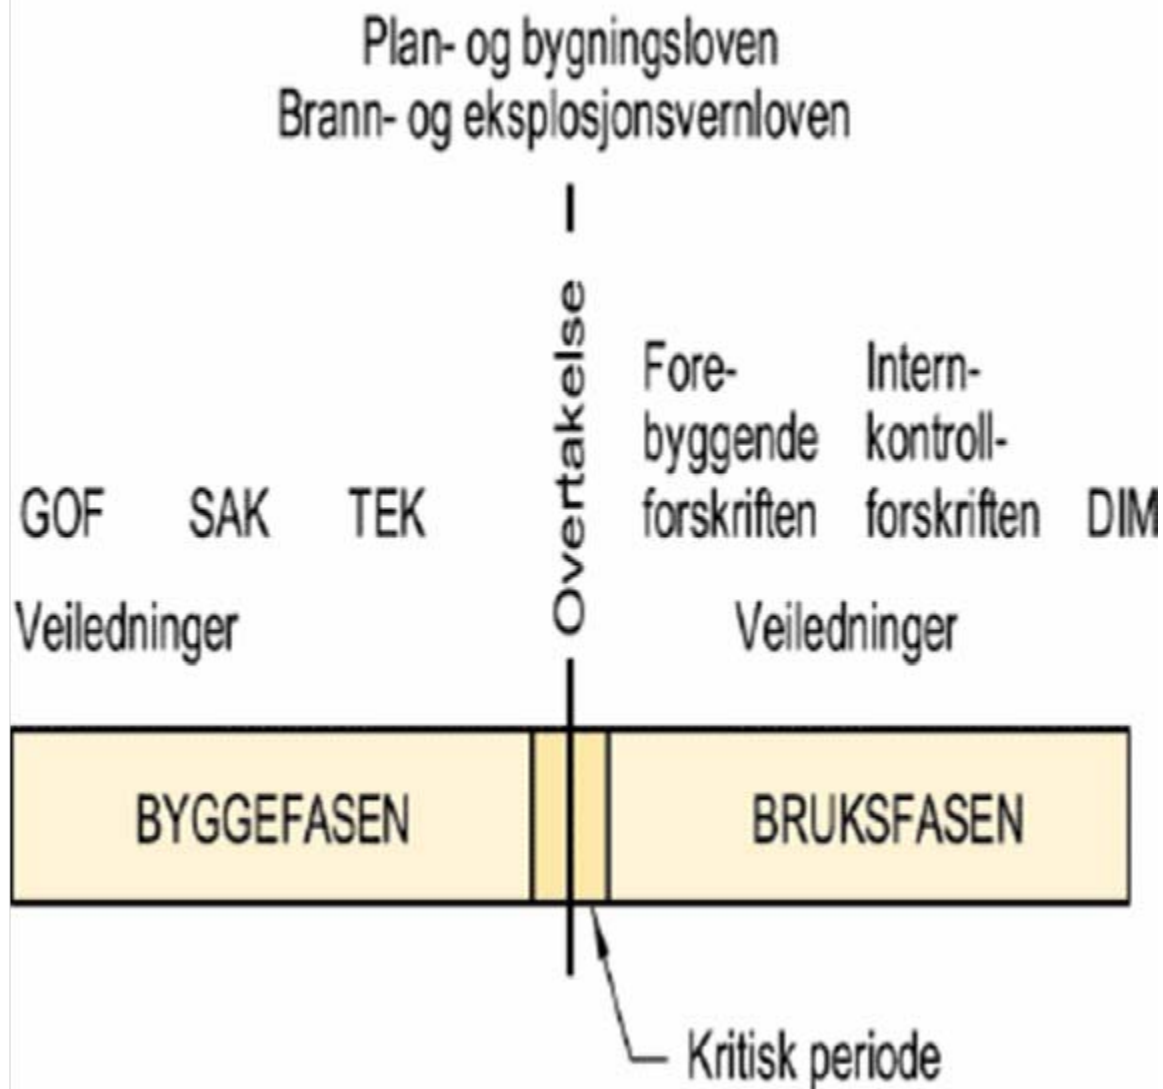 Plan- og bygningsloven
Brann- og eksplosjonsvernloven
Overtakelse
GOF SAK TEK
Veiledninger
Fore-
byggende
forskriften
Intern-
kontroll-
forskriften
DIM
Veiledninger
BYGGEFASEN
BRUKSFASEN
Kritisk periode